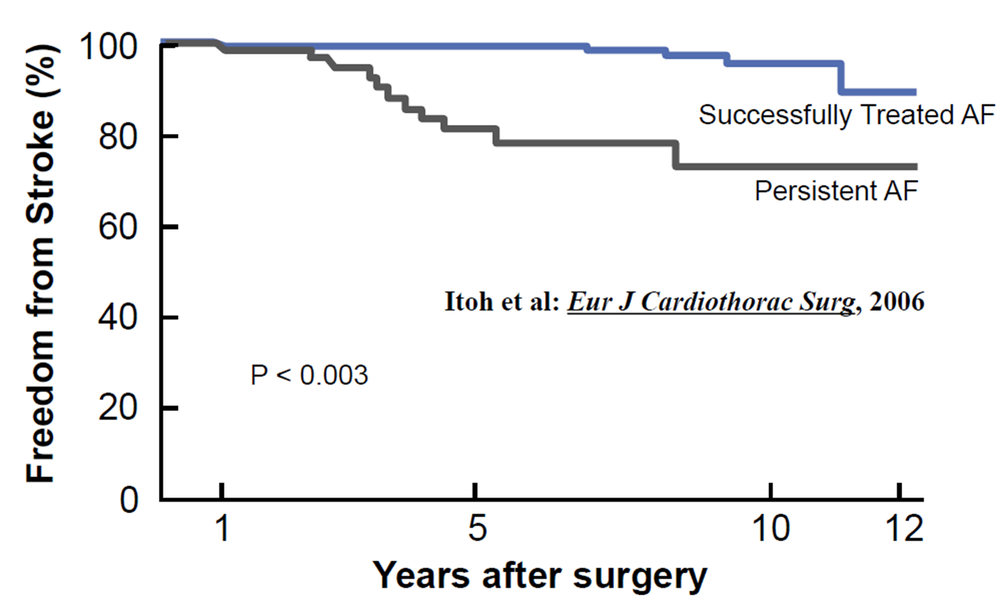 Freedom from Stroke (%)
100
80
60
40
20
0
Successfully Treated AF
Persistent AF
Itoh et al: Eur J Cardiothorac Surg, 2006
P < 0.003
1 5 10 12
Years after surgery